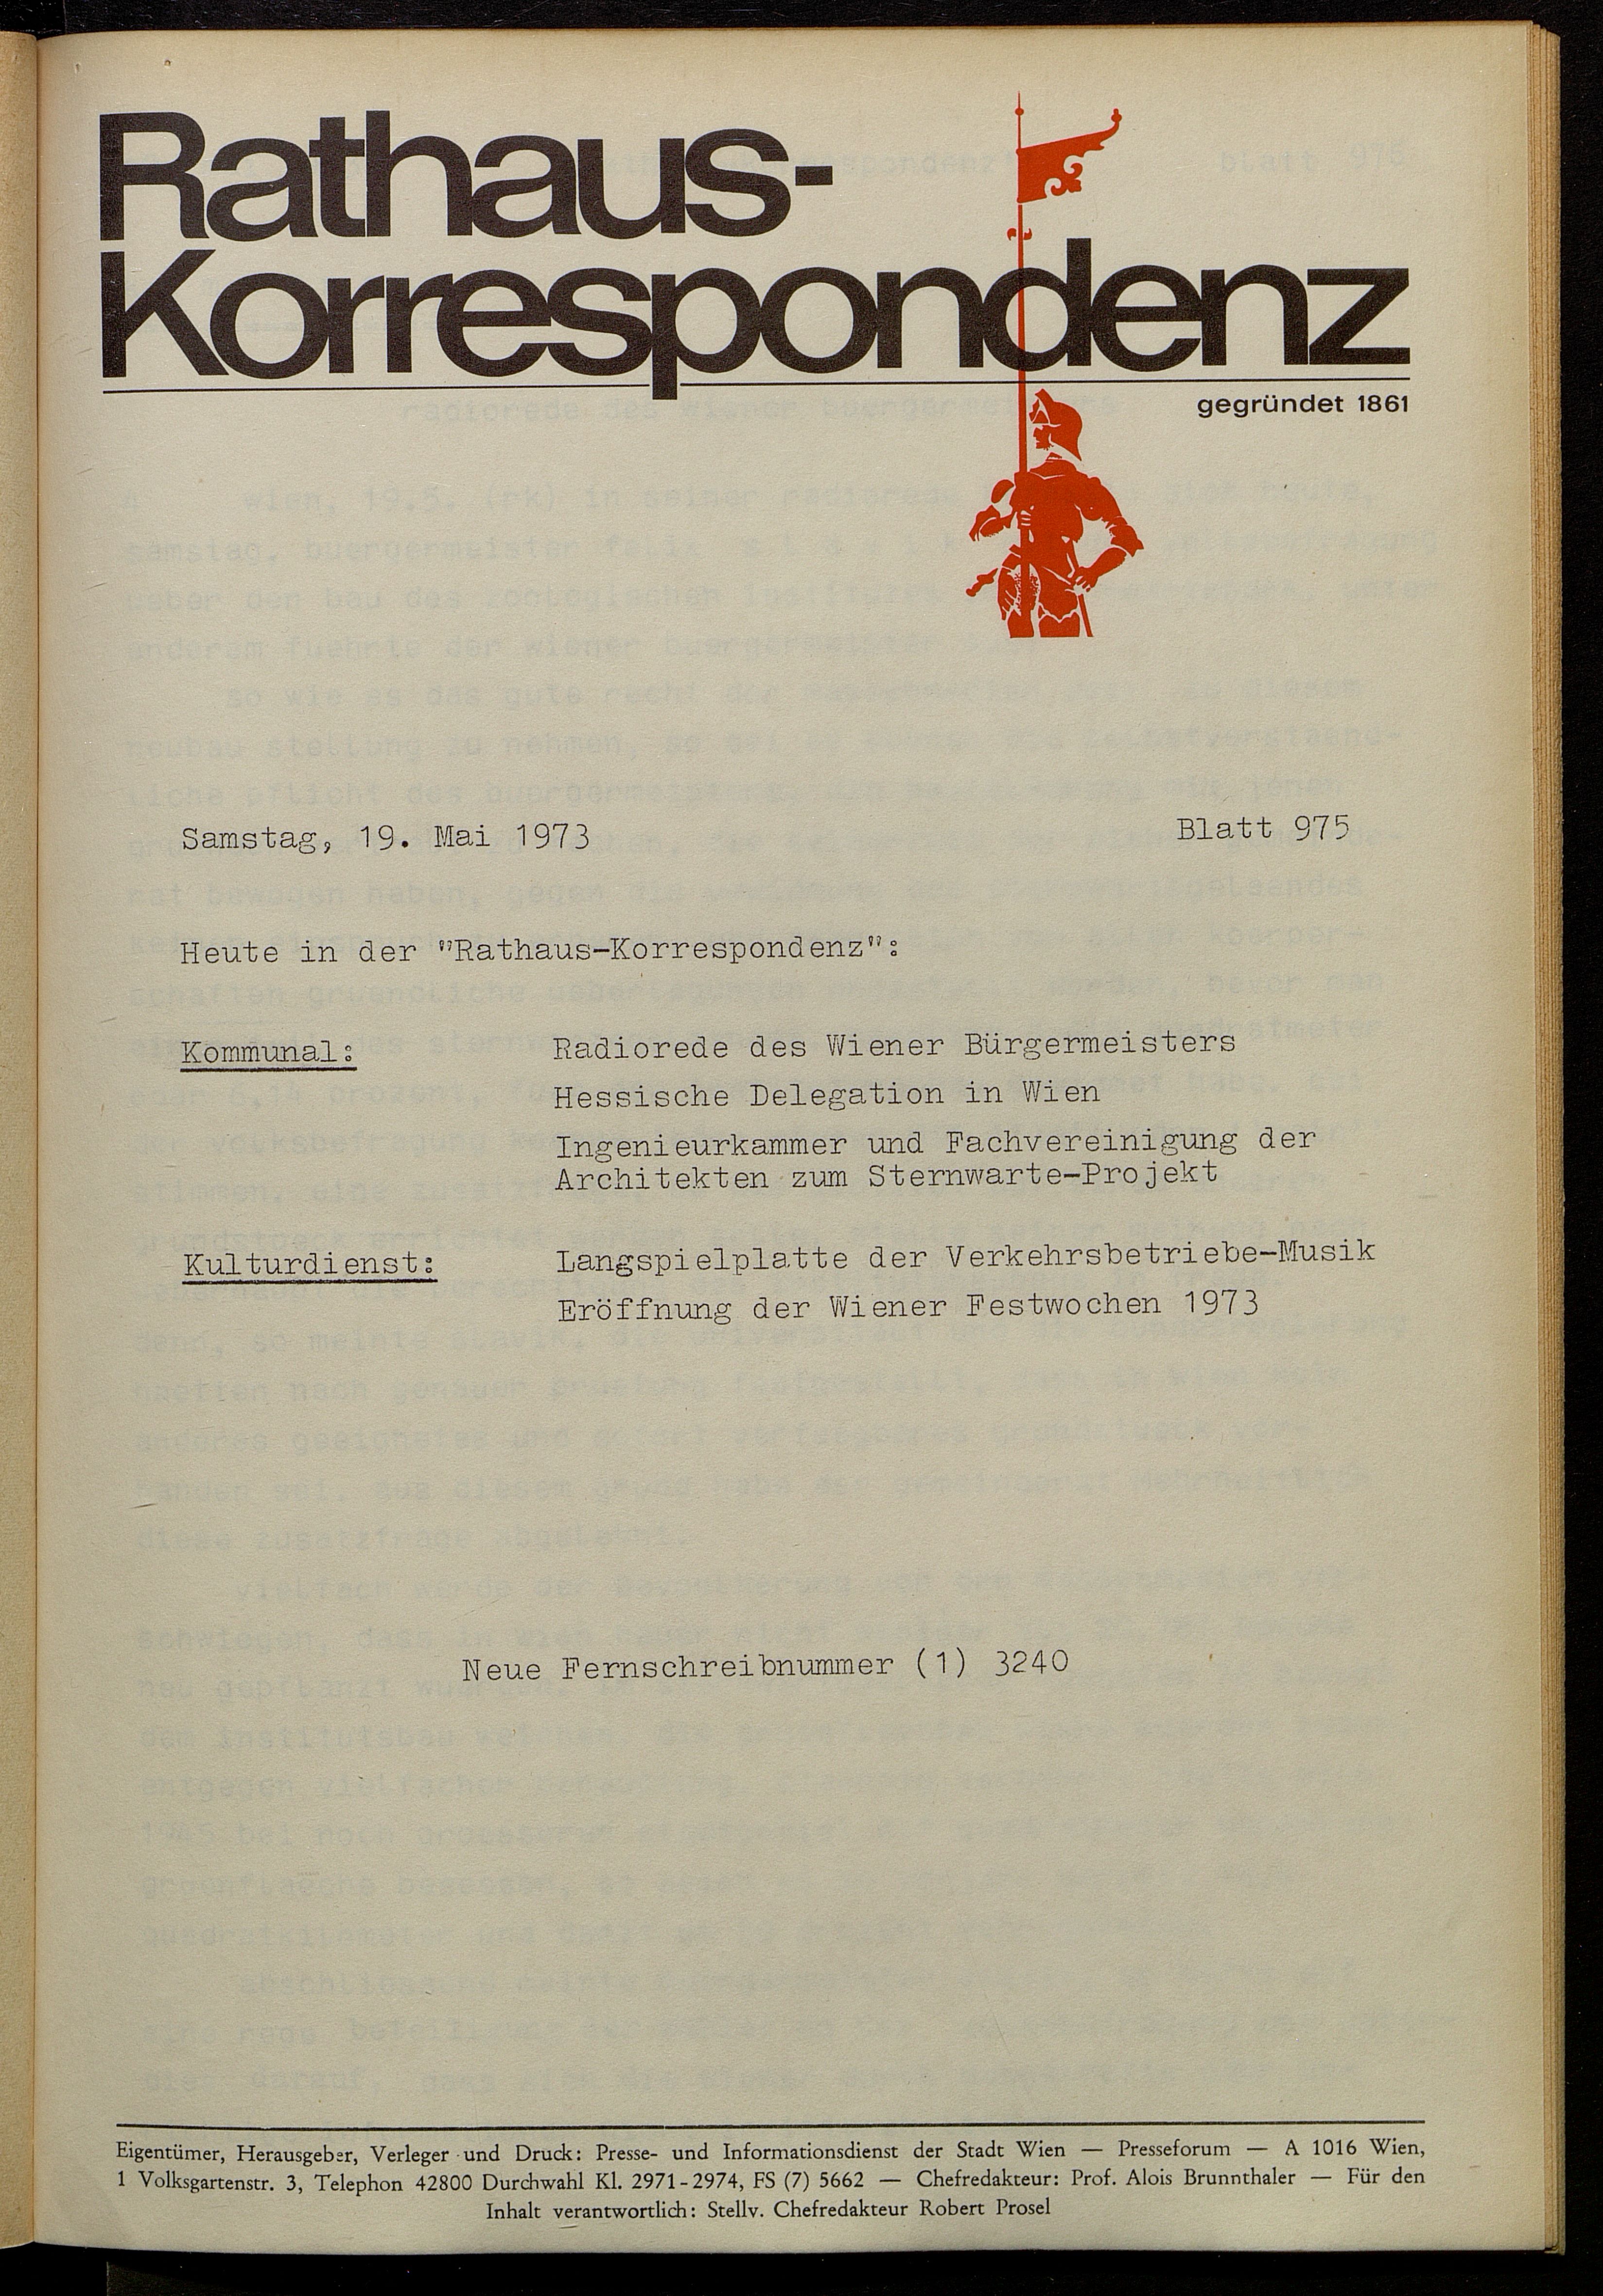 Rathaus-
Korrespondenz
gegründet 1861
Samstag, 19. Mai 1973 Blatt 975
Heute in der "Rathaus-Korrespondenz":
Kommunal: Radiorede des Wiener Bürgermeisters
Hessische Delegation in Wien
Ingenieurkammer und Fachvereinigung der
Architekten zum Sternwarte-Projekt
Kulturdienst: Langspielplatte der Verkehrsbetriebe-Musik
Eröffnung der Wiener Festwochen 1973
Neue Fernschreibnummer (1) 3240
Eigentümer, Herausgeber, Verleger und Druck: Presse- und Informationsdienst der Stadt Wien — Presseforum — A 1016 Wien,
1 Volksgartenstr. 3, Telephon 42800 Durchwahl Kl. 2971-2974, FS (7) 5662 — Chefredakteur: Prof. Alois Brunnthaler — Für den
Inhalt verantwortlich: Stellv. Chefredakteur Robert Prosel